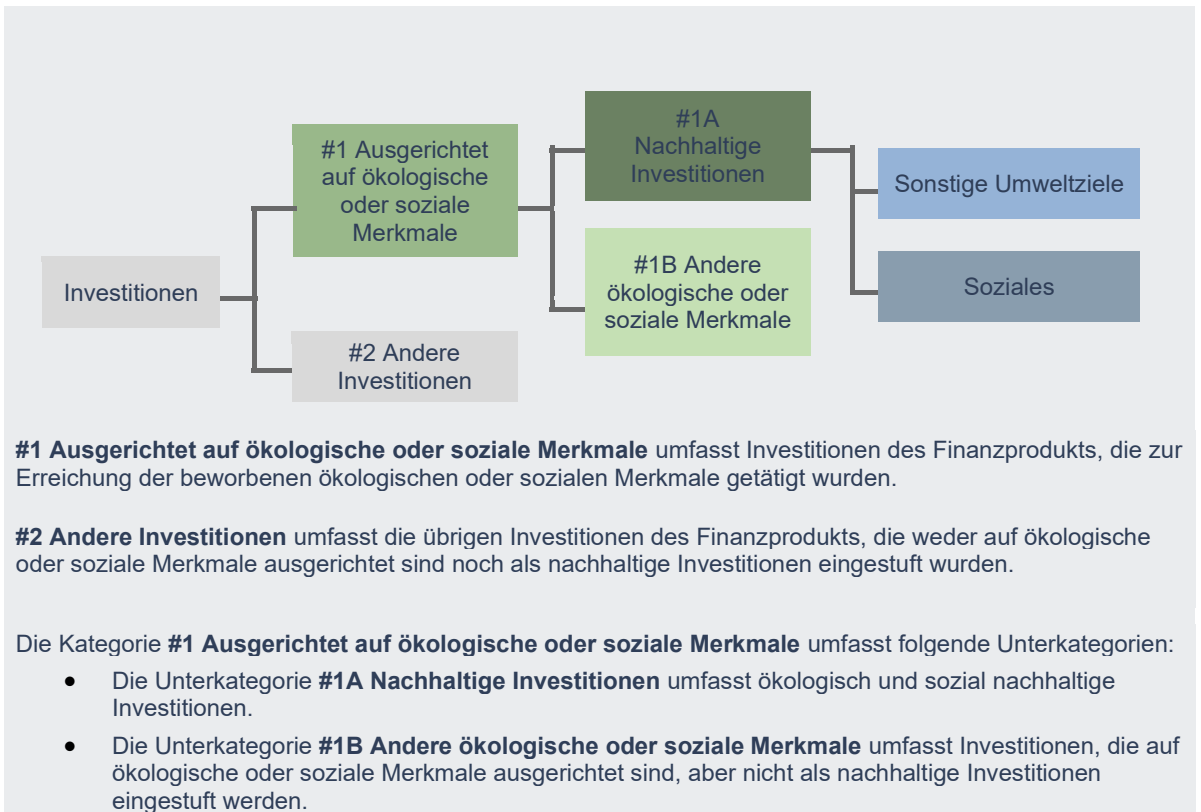 #1 Ausgerichtet
auf ökologische
oder soziale
Merkmale
#1A
Nachhaltige
Investitionen
Sonstige Umweltziele
Investitionen
#1B Andere
ökologische oder
soziale Merkmale
Soziales
#2 Andere
Investitionen
#1 Ausgerichtet auf ökologische oder soziale Merkmale umfasst Investitionen des Finanzprodukts, die zur
Erreichung der beworbenen ökologischen oder sozialen Merkmale getätigt wurden.
#2 Andere Investitionen umfasst die übrigen Investitionen des Finanzprodukts, die weder auf ökologische
oder soziale Merkmale ausgerichtet sind noch als nachhaltige Investitionen eingestuft wurden.
Die Kategorie #1 Ausgerichtet auf ökologische oder soziale Merkmale umfasst folgende Unterkategorien:
• Die Unterkategorie #1A Nachhaltige Investitionen umfasst ökologisch und sozial nachhaltige
Investitionen.
• Die Unterkategorie #1B Andere ökologische oder soziale Merkmale umfasst Investitionen, die auf
ökologische oder soziale Merkmale ausgerichtet sind, aber nicht als nachhaltige Investitionen
eingestuft werden.